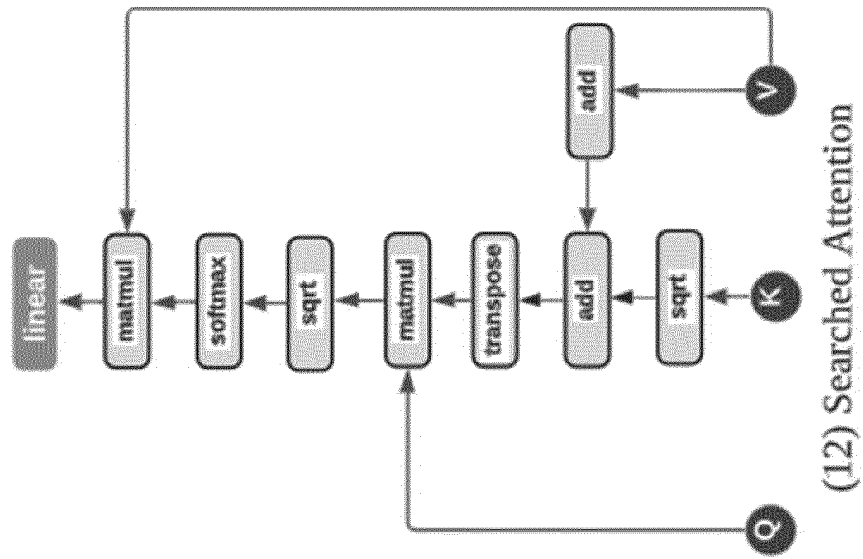 linear
matmul
softmax
sqrt
matmul
transpose
add
add
sqrt
Q
K
V
(12) Searched Attention